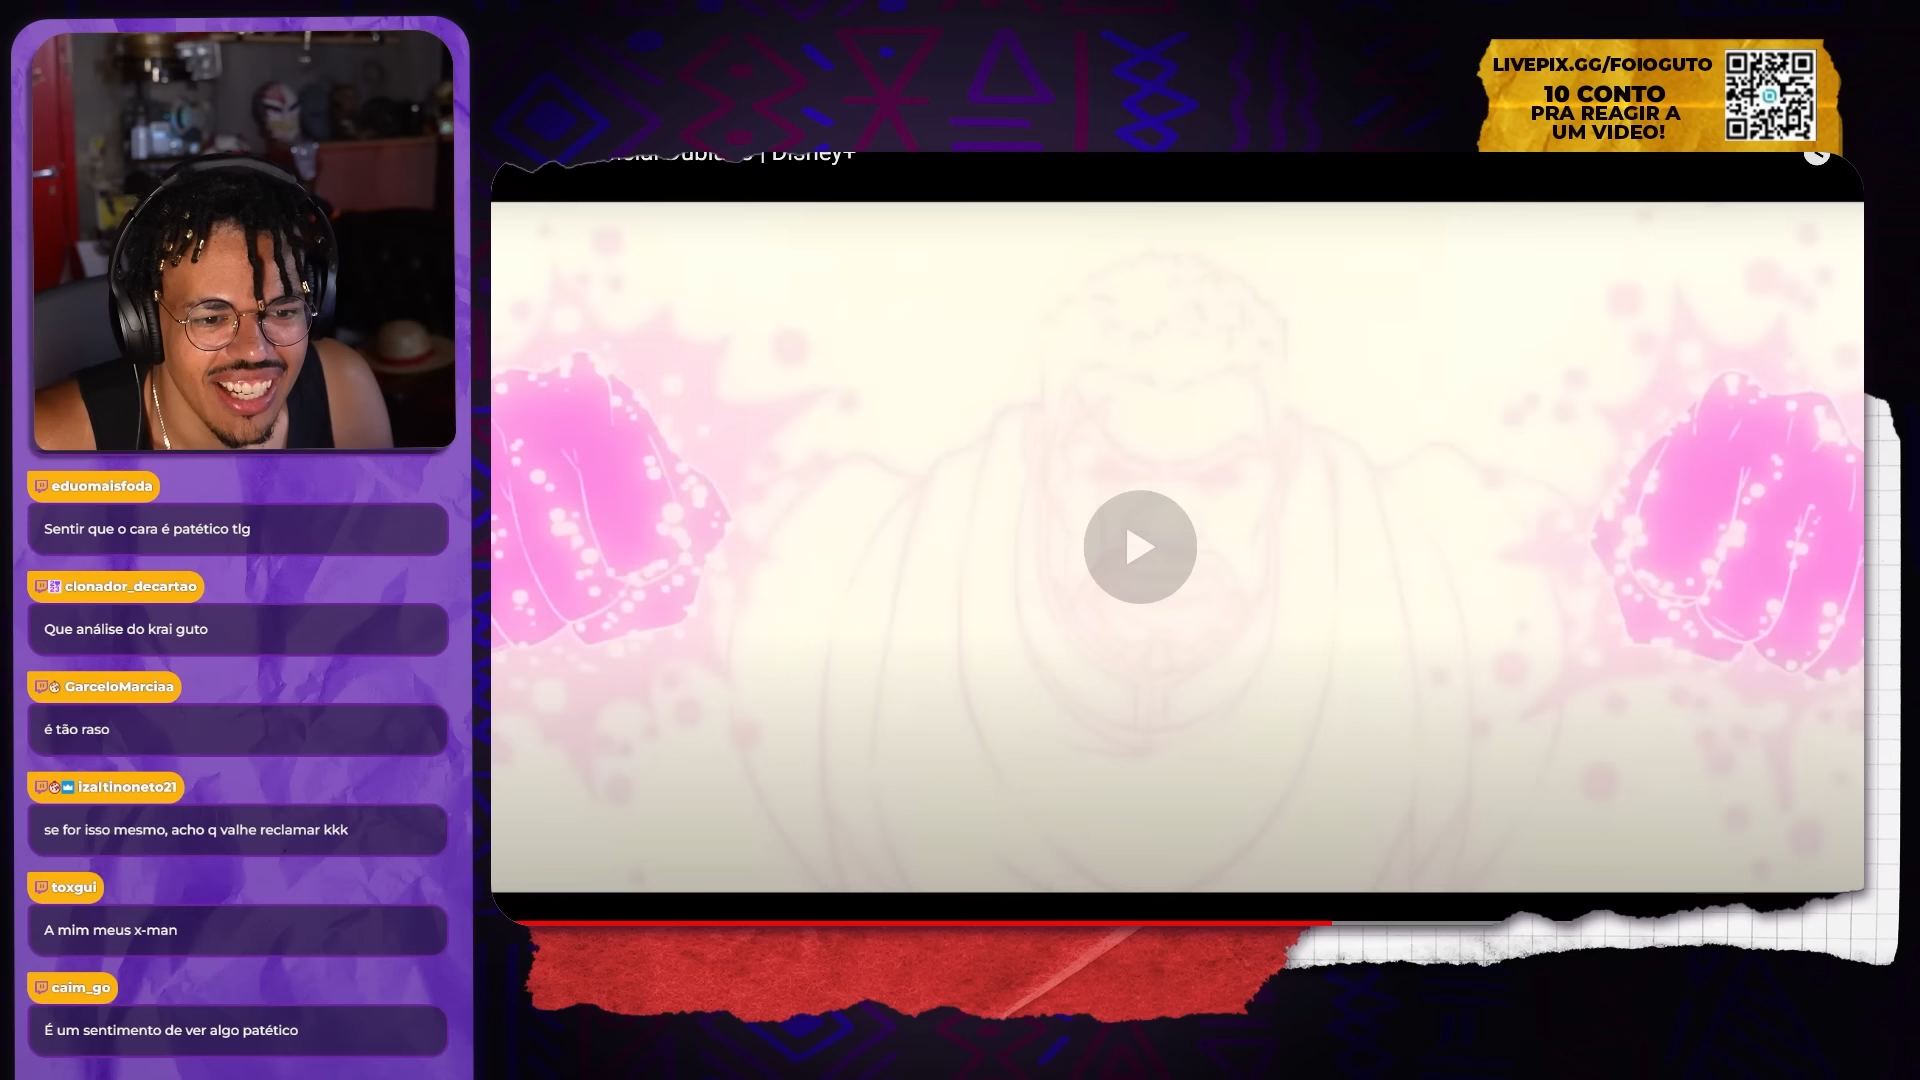 LIVEPIX.GG/FOIOGUTO
10 CONTO
PRA REAGIR A
UM VIDEO!
| Disney+
eduomaisfoda
Sentir que o cara é patético tlg
clonador_decartao
Que análise do krai guto
GarceloMarciaa
é tão raso
izaltinoneto21
se for isso mesmo, acho q valhe reclamar kkk
toxgui
A mim meus x-man
caim_go
É um sentimento de ver algo patético